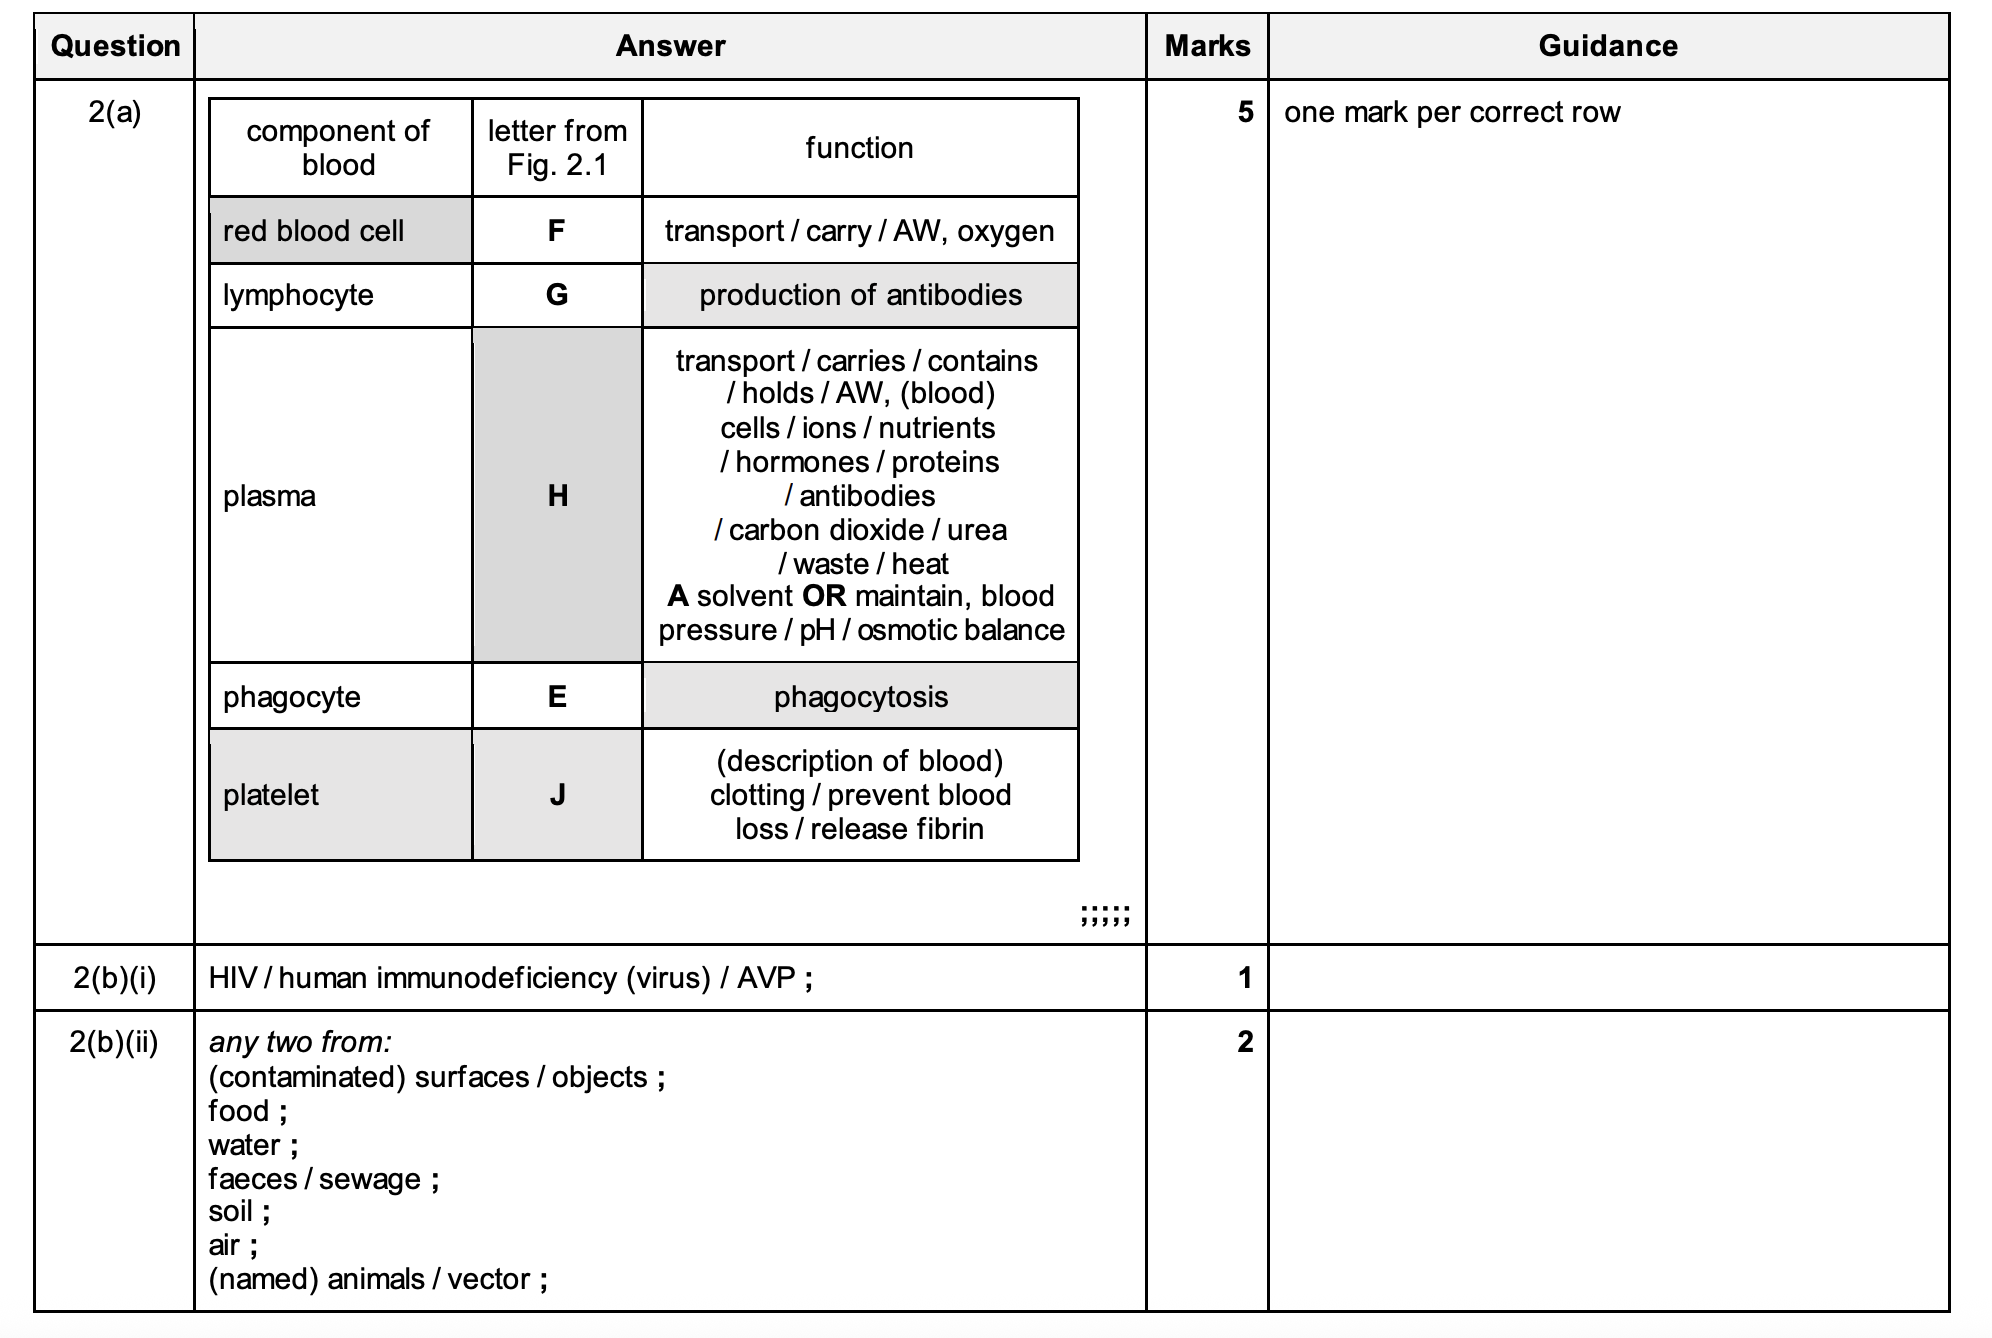 Question Answer Marks Guidance
2(a) 5 one mark per correct row
component of blood letter from Fig. 2.1 function
red blood cell F transport / carry / AW, oxygen
lymphocyte G production of antibodies
plasma H
transport / carries / contains
/ holds / AW, (blood)
cells / ions / nutrients
/ hormones / proteins
/ antibodies
/ carbon dioxide / urea
/ waste / heat
A solvent OR maintain, blood
pressure / pH / osmotic balance
phagocyte E phagocytosis
platelet J
(description of blood)
clotting / prevent blood
loss / release fibrin
;;;;;
2(b)(i) HIV / human immunodeficiency (virus) / AVP ; 1
2(b)(ii) any two from: 2
(contaminated) surfaces / objects ;
food ;
water ;
faeces / sewage ;
soil ;
air ;
(named) animals / vector ;